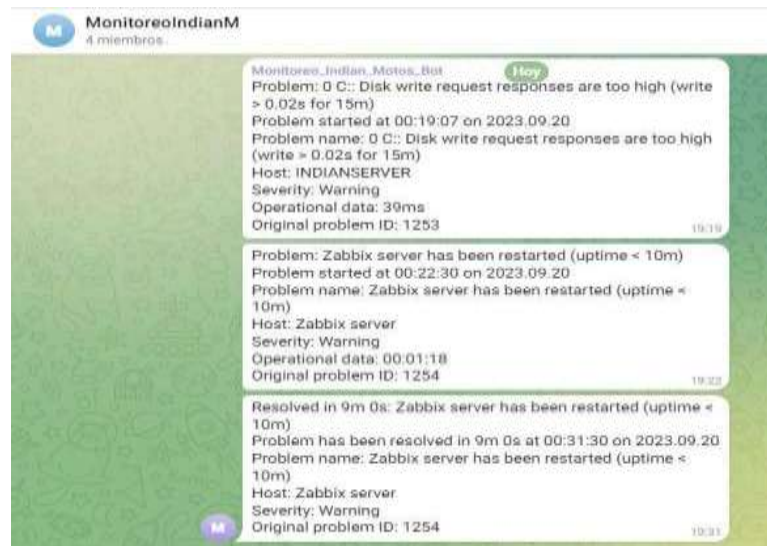 M
MonitoreoIndianM
4 miembros
Monitoreo_Indian_Motos_Bot
Hoy
Problem: 0 C:: Disk write request responses are too high (write
> 0.02s for 15m)
Problem started at 00:19:07 on 2023.09.20
Problem name: 0 C:: Disk write request responses are too high
(write > 0.02s for 15m)
Host: INDIANSERVER
Severity: Warning
Operational data: 39ms
Original problem ID: 1253
19:19
Problem: Zabbix server has been restarted (uptime < 10m)
Problem started at 00:22:30 on 2023.09.20
Problem name: Zabbix server has been restarted (uptime <
10m)
Host: Zabbix server
Severity: Warning
Operational data: 00:01:18
Original problem ID: 1254
19:22
Resolved in 9m 0s: Zabbix server has been restarted (uptime <
10m)
Problem has been resolved in 9m 0s at 00:31:30 on 2023.09.20
Problem name: Zabbix server has been restarted (uptime <
10m)
Host: Zabbix server
Severity: Warning
Original problem ID: 1254
19:31
M